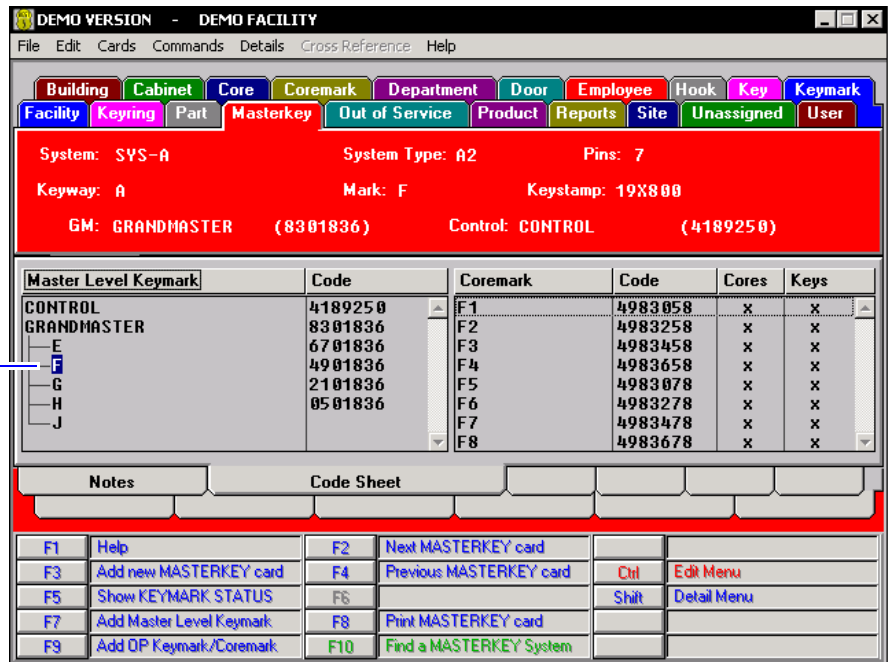 DEMO VERSION - DEMO FACILITY
File Edit Cards Commands Details Cross Reference Help
Building Cabinet Core Coremark Department Door Employee Hook Key Keymark
Facility Keyring Part Masterkey Out of Service Product Reports Site Unassigned User
System: SYS-A System Type: A2 Pins: 7
Keyway: A Mark: F Keystamp: 19X800
GM: GRANDMASTER (8301836) Control: CONTROL (4189250)
Master Level Keymark Code Coremark Code Cores Keys
CONTROL 4189250 F1 4983058 x x
GRANDMASTER 8301836 F2 4983258 x x
E 6701836 F3 4983458 x x
F 4901836 F4 4983658 x x
G 2101836 F5 4983078 x x
H 0501836 F6 4983278 x x
J F7 4983478 x x
F8 4983678 x x
Notes Code Sheet
F1 Help F2 Next MASTERKEY card
F3 Add new MASTERKEY card F4 Previous MASTERKEY card Ctrl Edit Menu
F5 Show KEYMARK STATUS F6 Shift Detail Menu
F7 Add Master Level Keymark F8 Print MASTERKEY card
F9 Add OP Keymark/Coremark F10 Find a MASTERKEY System